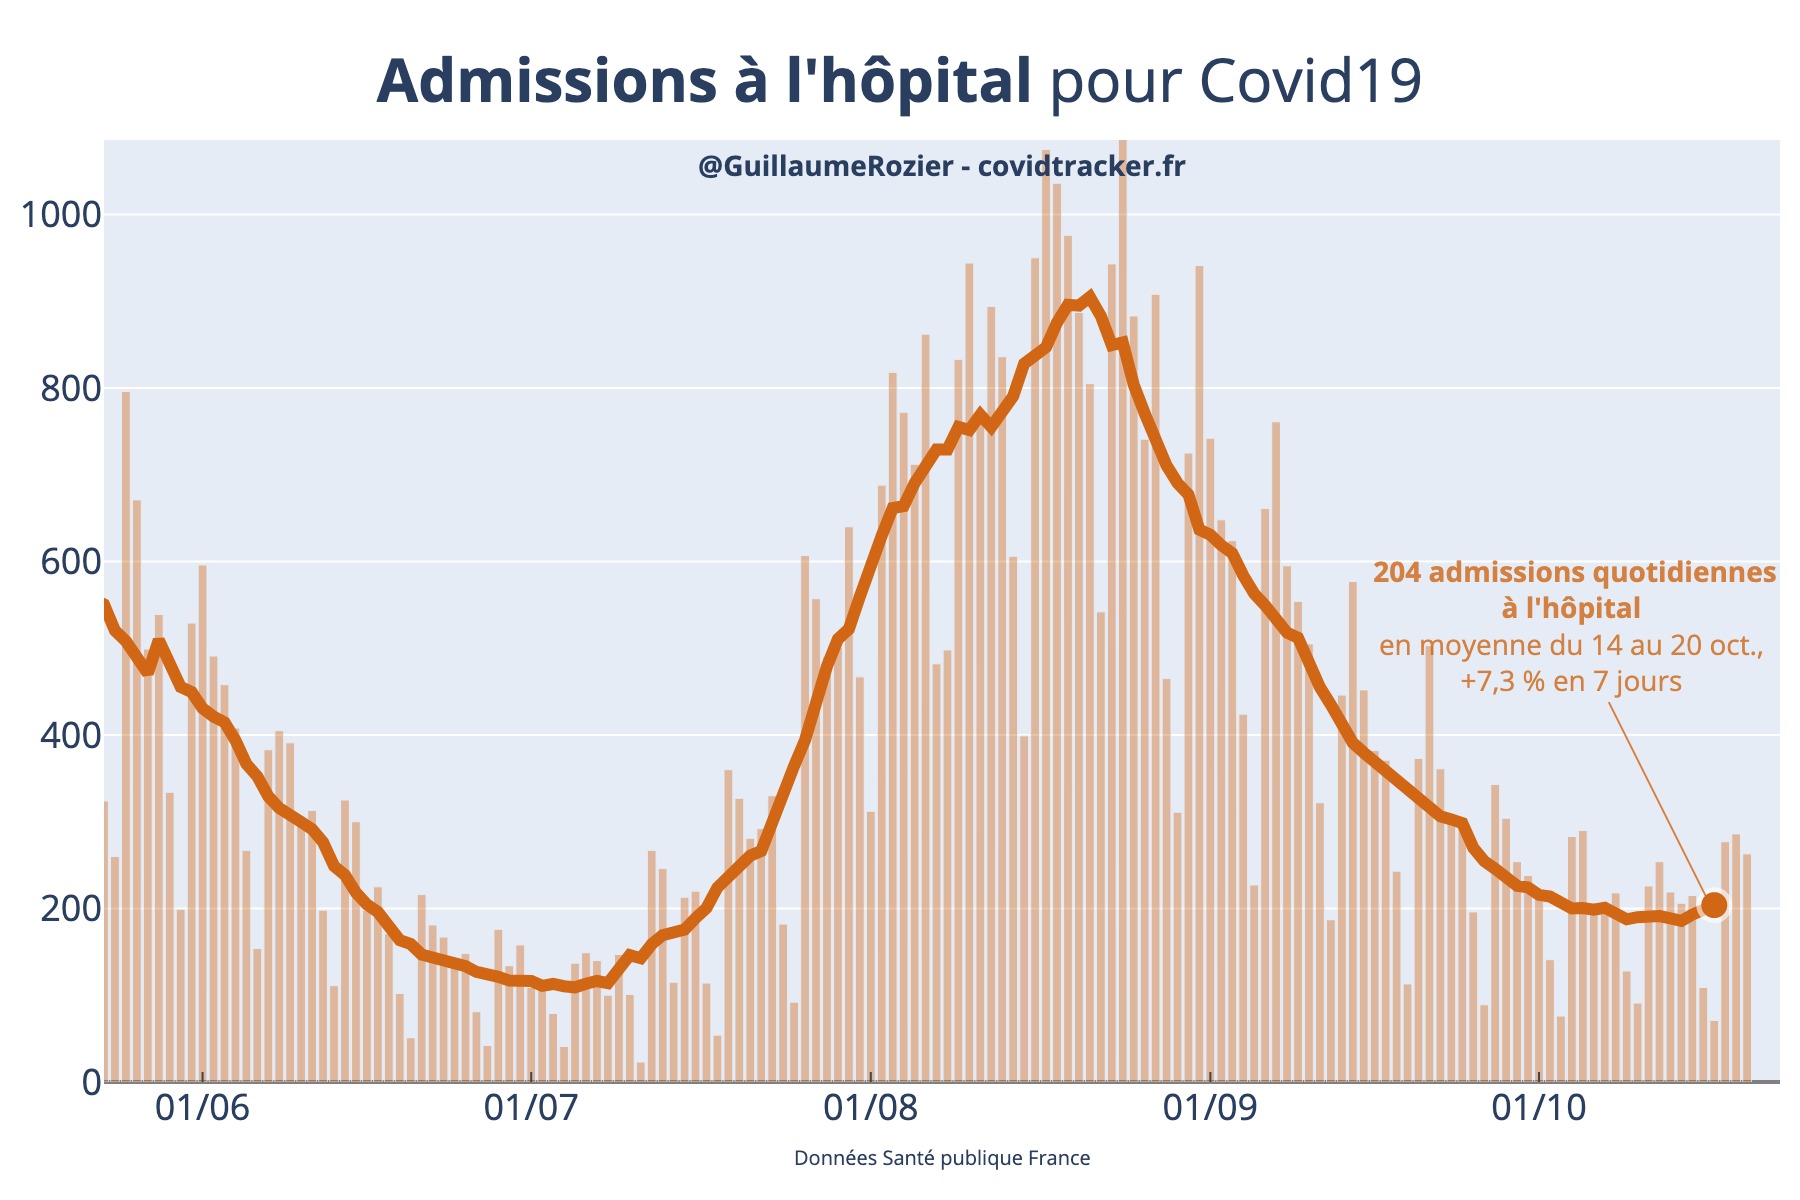 Admissions à l'hôpital pour Covid19
@GuillaumeRozier - covidtracker.fr
1000
800
600
400
200
0
204 admissions quotidiennes
à l'hôpital
en moyenne du 14 au 20 oct.,
+7,3 % en 7 jours
01/06
01/07
01/08
01/09
01/10
Données Santé publique France